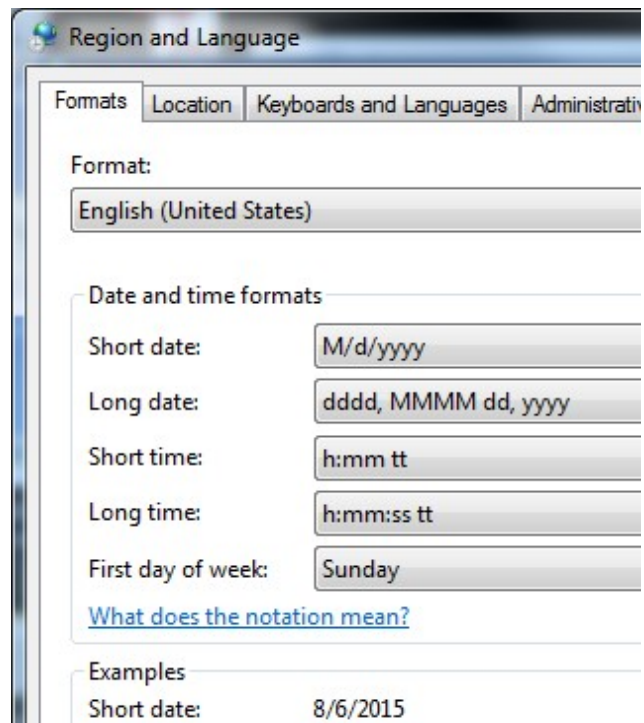 Region and Language
Formats Location Keyboards and Languages
Format:
English (United States)
Date and time formats
Short date: M/d/yyyy
Long date: dddd, MMMM dd, yyyy
Short time: h:mm tt
Long time: h:mm:ss tt
First day of week: Sunday
What does the notation mean?
Examples
Short date: 8/6/2015